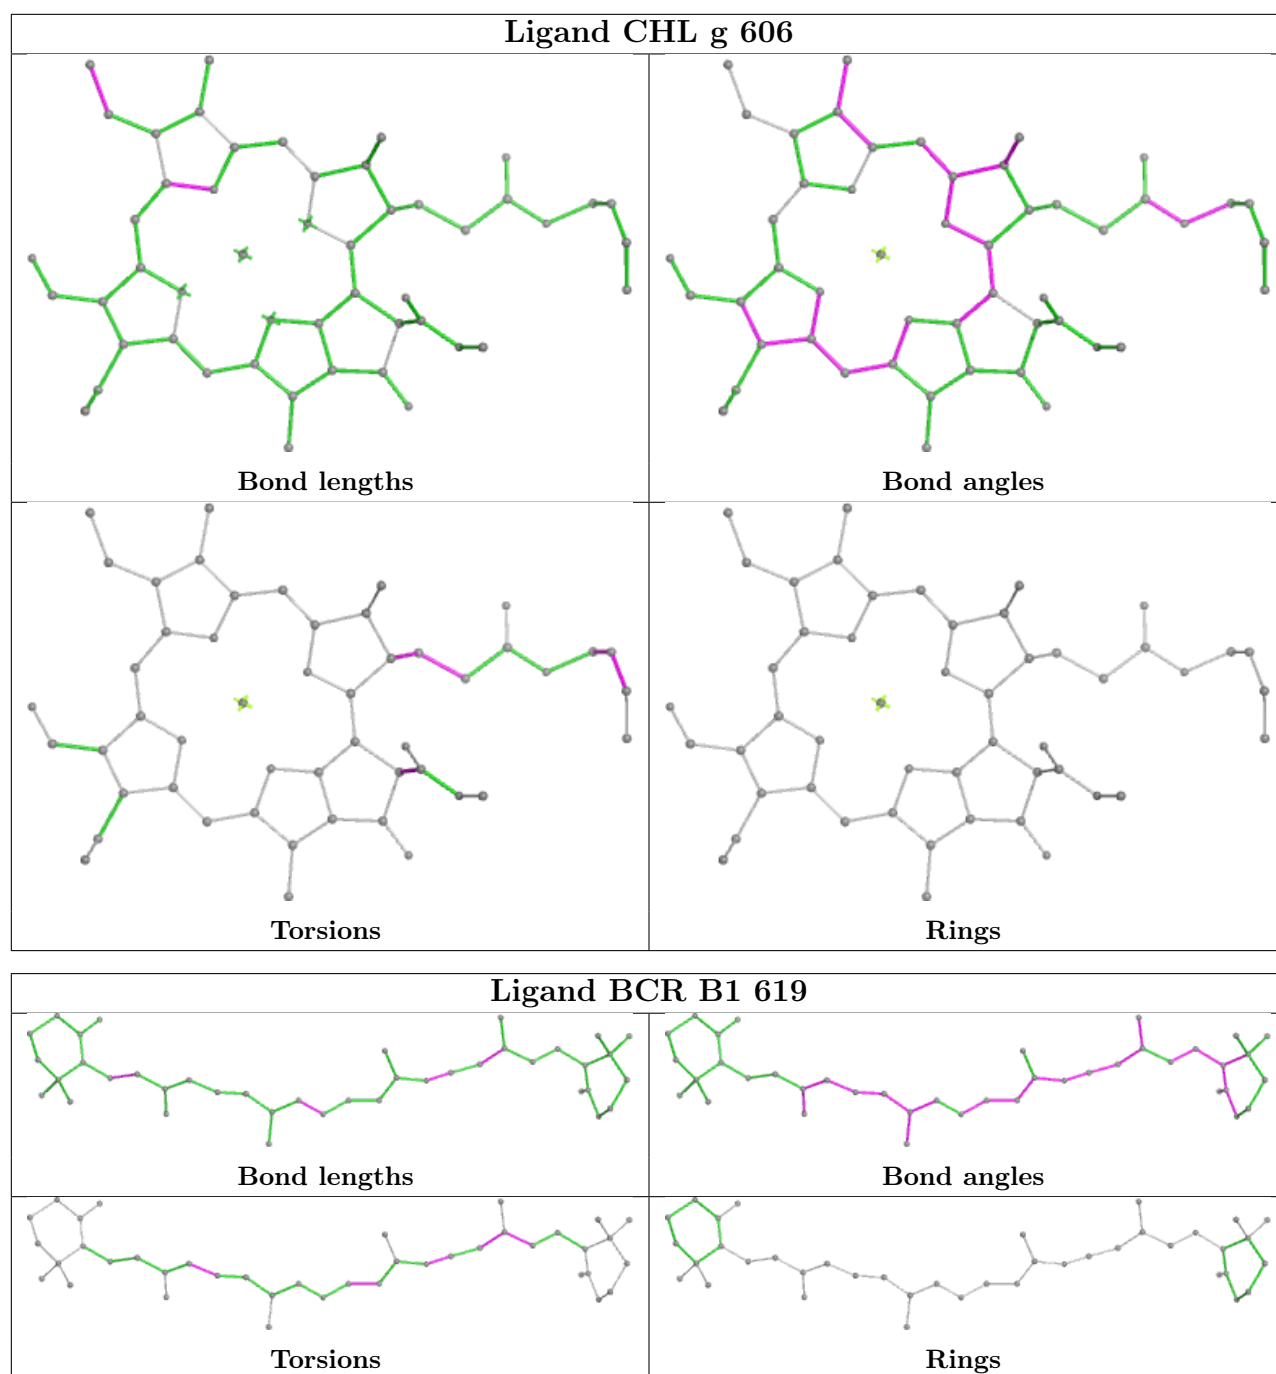 Ligand CHL g 606
Bond lengths
Bond angles
Torsions
Rings
Ligand BCR B1 619
Bond lengths
Bond angles
Torsions
Rings